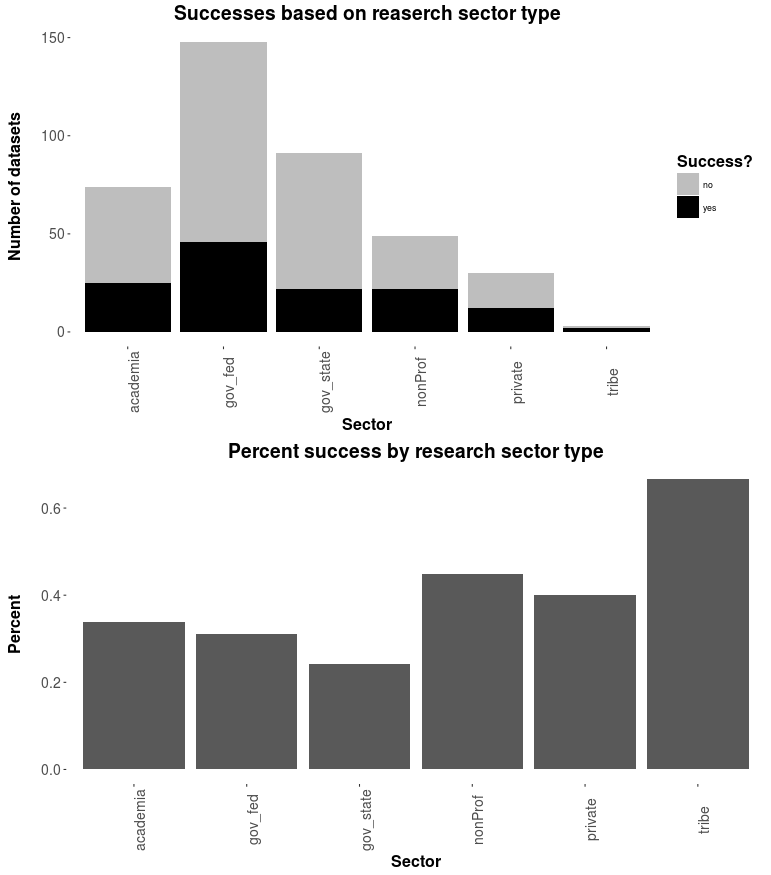 Successes based on reaserch sector type
150
100
50
0
Number of datasets
academia
gov_fed
gov_state
nonProf
private
tribe
Sector
Success?
no
yes
Percent success by research sector type
0.6
0.4
0.2
0.0
Percent
academia
gov_fed
gov_state
nonProf
private
tribe
Sector